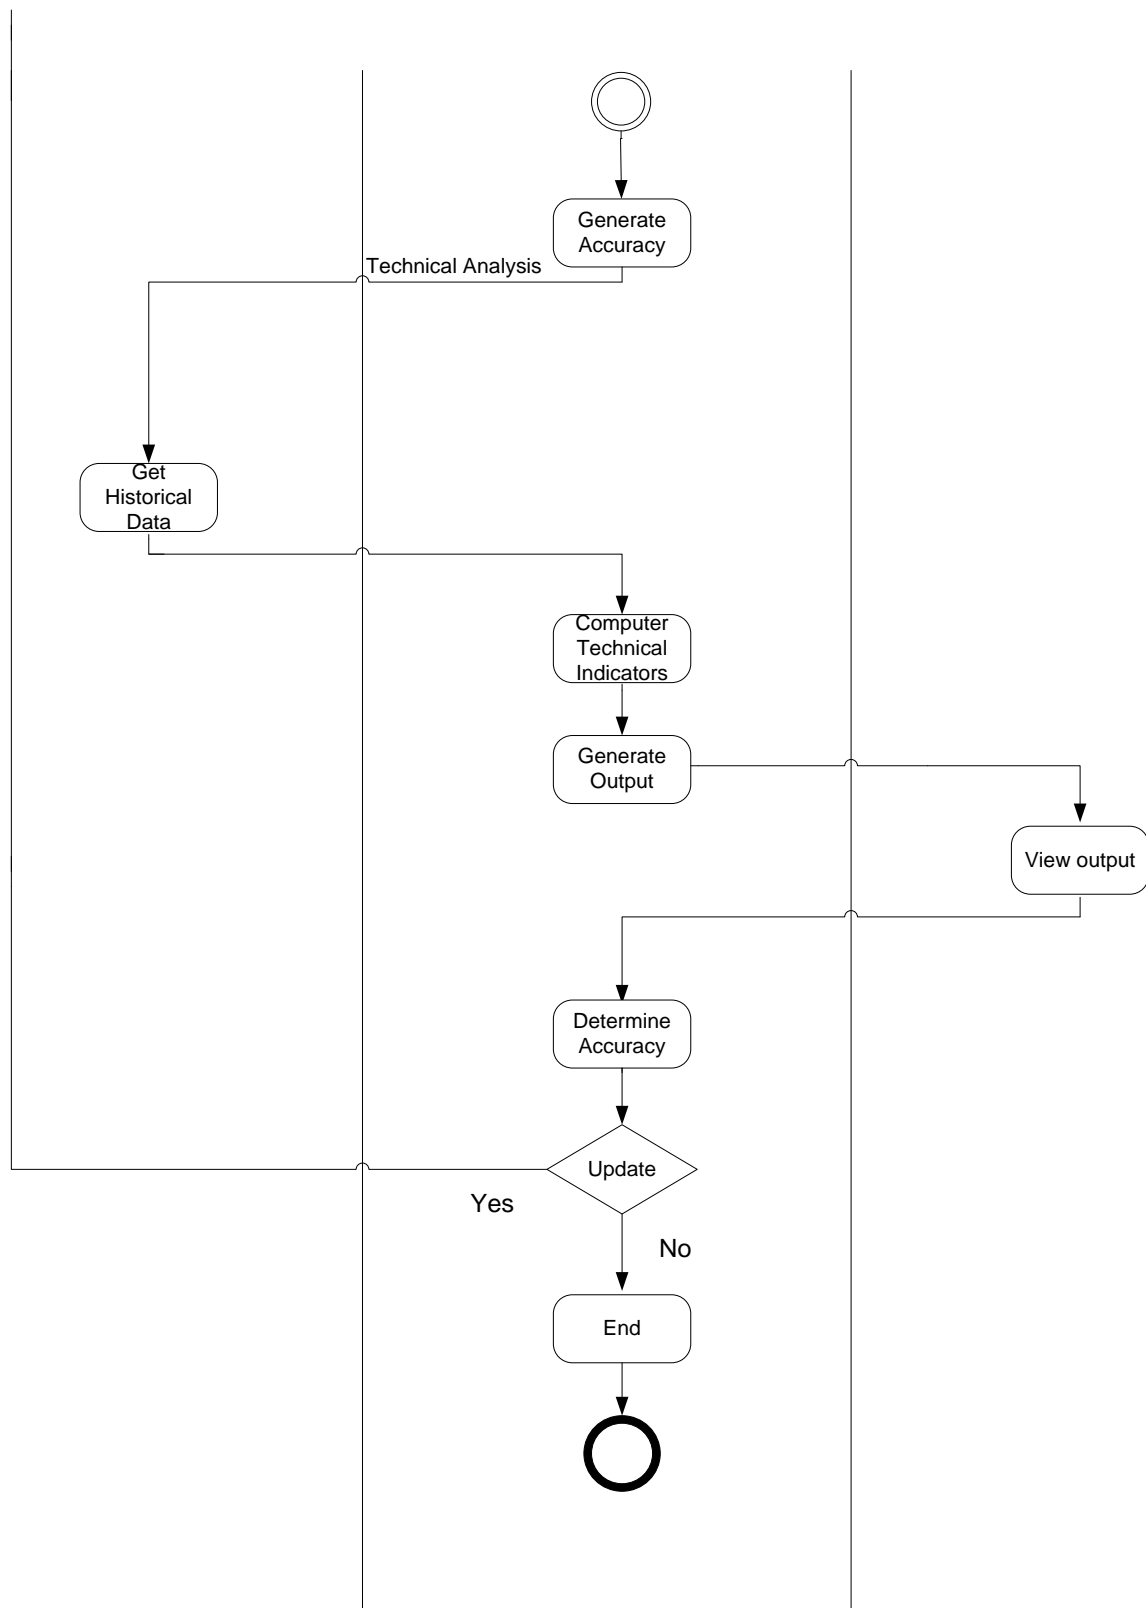 Generate
Accuracy
Technical Analysis
Get
Historical
Data
Computer
Technical
Indicators
Generate
Output
View output
Determine
Accuracy
Update
Yes
No
End